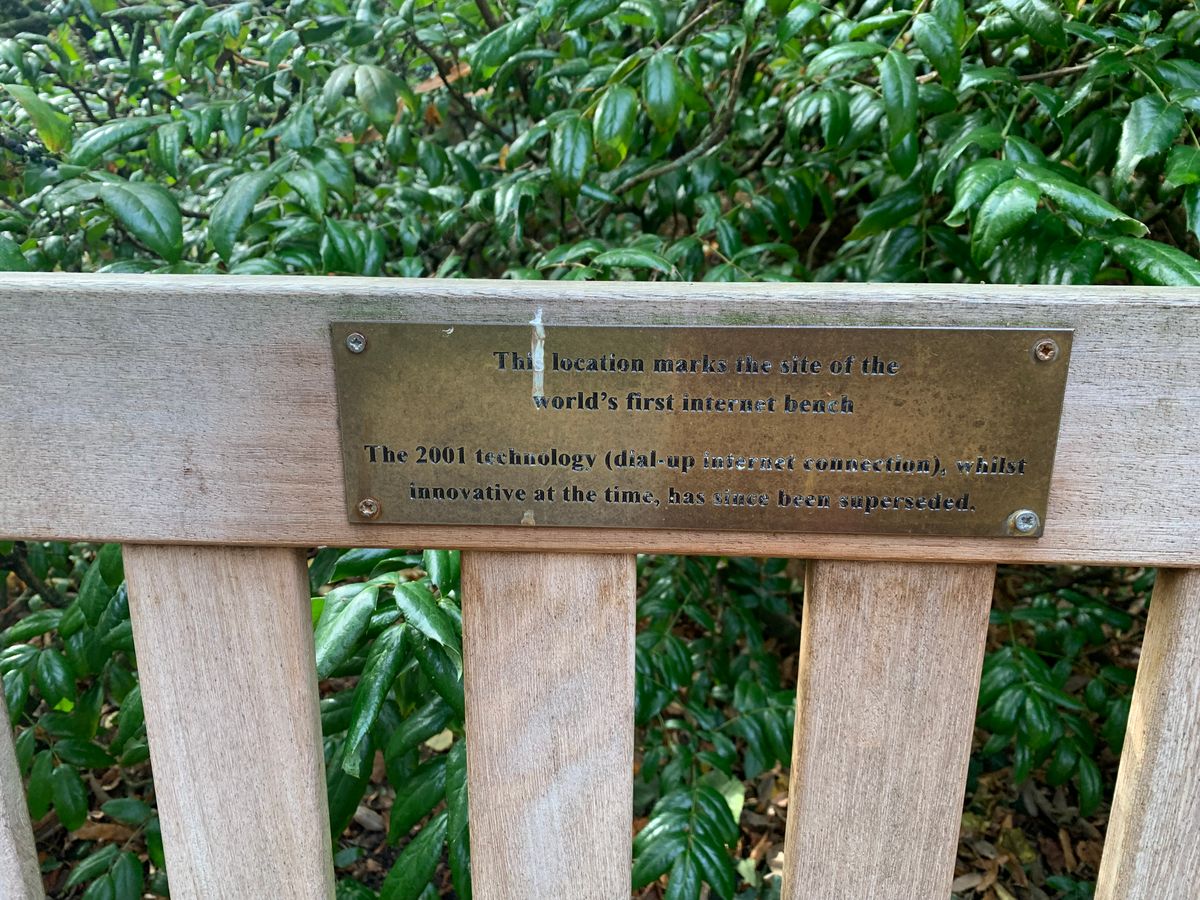 This location marks the site of the
world's first internet bench
The 2001 technology (dial-up internet connection), whilst
innovative at the time, has since been superseded.